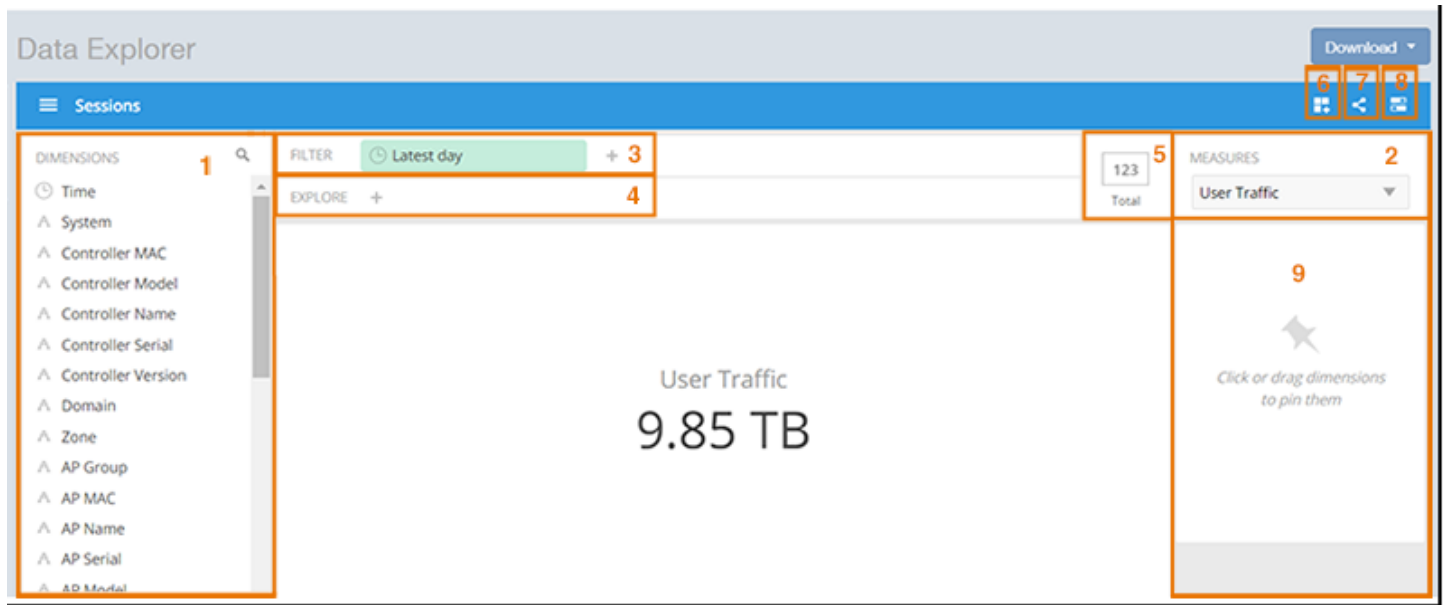 Data Explorer
Download
6 7 8
Sessions
DIMENSIONS 1
Time
System
Controller MAC
Controller Model
Controller Name
Controller Serial
Controller Version
Domain
Zone
AP Group
AP MAC
AP Name
AP Serial
AP Model
FILTER Latest day + 3
EXPLORE + 4
123 5
Total
MEASURES 2
User Traffic
User Traffic
9.85 TB
9
Click or drag dimensions
to pin them